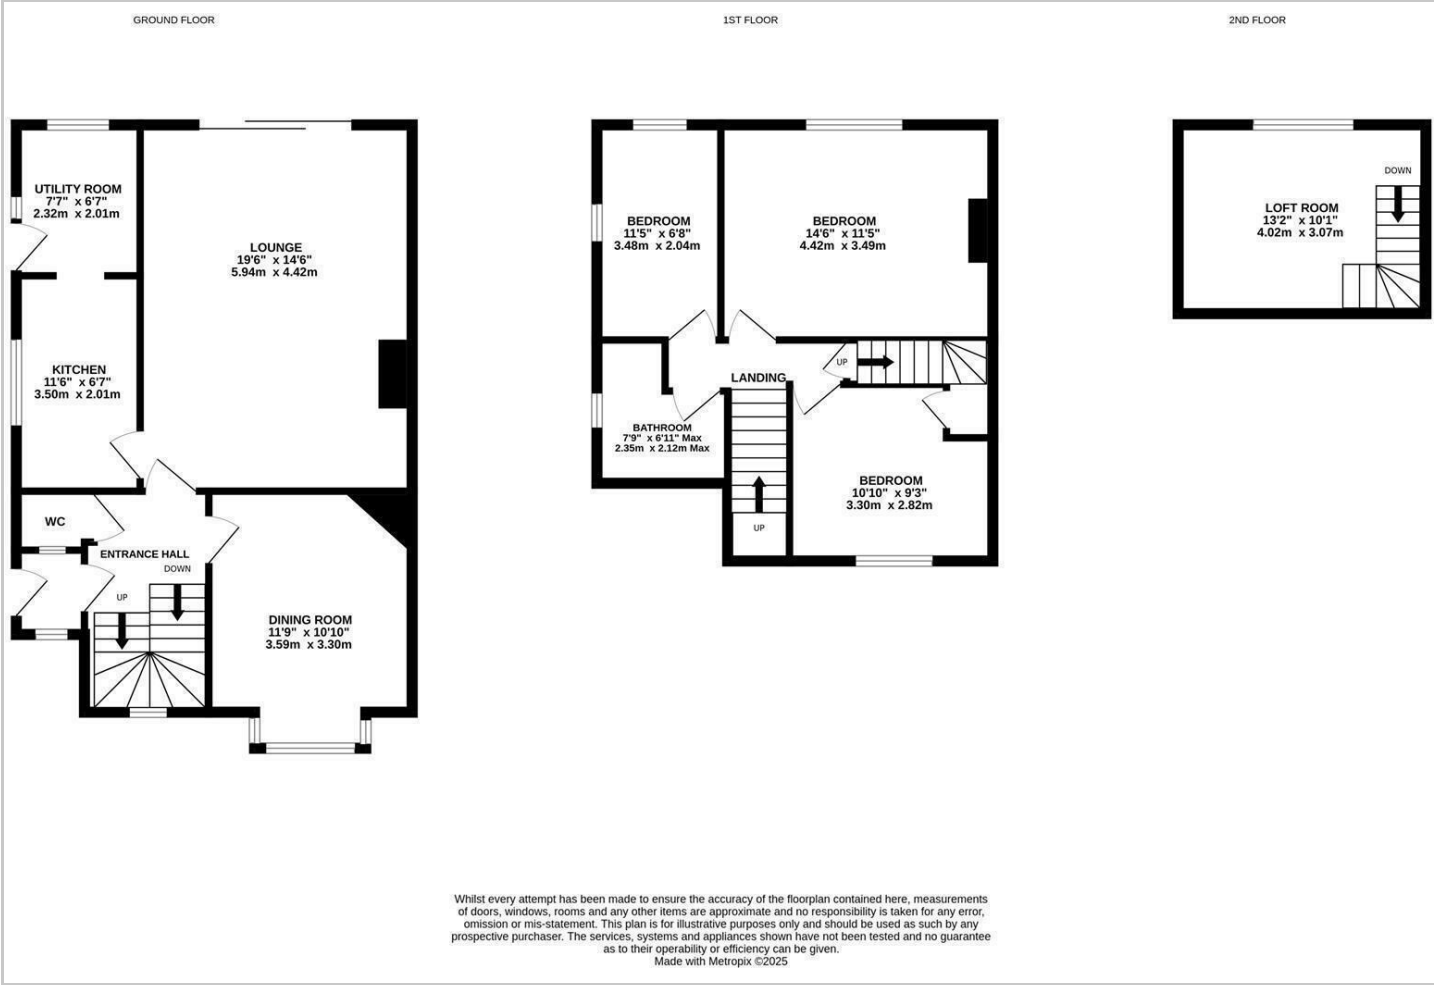 GROUND FLOOR
UTILITY ROOM
7'7" x 6'7"
2.32m x 2.01m
LOUNGE
19'6" x 14'6"
5.94m x 4.42m
KITCHEN
11'6" x 6'7"
3.50m x 2.01m
WC
ENTRANCE HALL
DOWN
UP
DINING ROOM
11'9" x 10'10"
3.59m x 3.30m
1ST FLOOR
BEDROOM
11'5" x 6'8"
3.48m x 2.04m
BEDROOM
14'6" x 11'5"
4.42m x 3.49m
UP
LANDING
BATHROOM
7'9" x 6'11" Max
2.35m x 2.12m Max
BEDROOM
10'10" x 9'3"
3.30m x 2.82m
UP
2ND FLOOR
DOWN
LOFT ROOM
13'2" x 10'1"
4.02m x 3.07m
Whilst every attempt has been made to ensure the accuracy of the floorplan contained here, measurements
of doors, windows, rooms and any other items are approximate and no responsibility is taken for any error,
omission or mis-statement. This plan is for illustrative purposes only and should be used as such by any
prospective purchaser. The services, systems and appliances shown have not been tested and no guarantee
as to their operability or efficiency can be given.
Made with Metropix ©2025